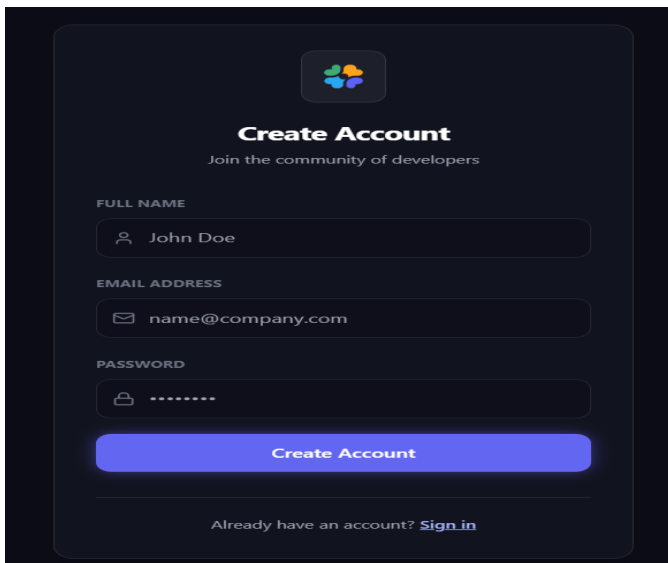 Create Account
Join the community of developers
FULL NAME
John Doe
EMAIL ADDRESS
name@company.com
PASSWORD
••••••••
Create Account
Already have an account? Sign in